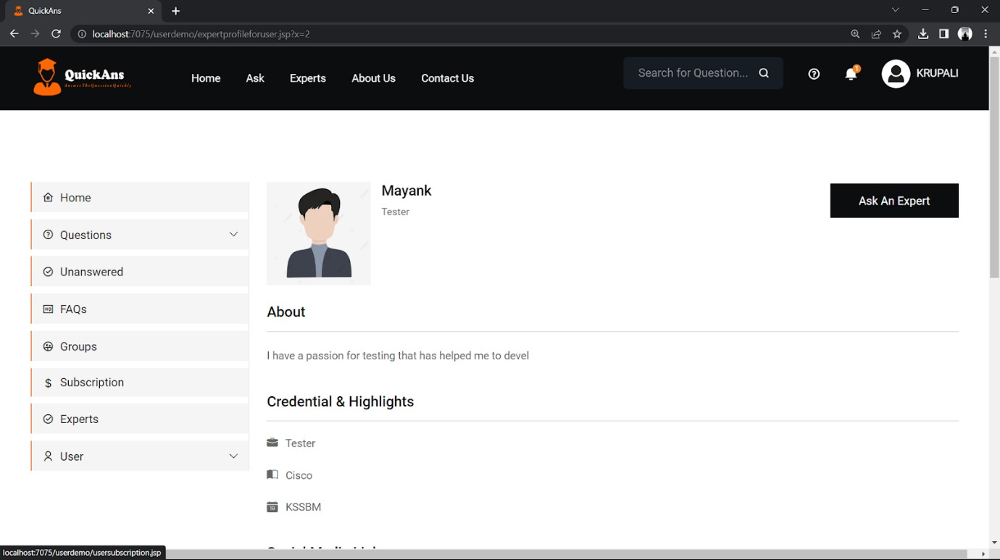 QuickAns
localhost:7075/userdemo/expertprofileforuser.jsp?x=2
QuickAns
AnswerTheQuestionQuickly
Home
Ask
Experts
About Us
Contact Us
Search for Question...
1
KRUPALI
Home
Questions
Unanswered
FAQs
Groups
$ Subscription
Experts
User
Mayank
Tester
Ask An Expert
About
I have a passion for testing that has helped me to devel
Credential & Highlights
Tester
Cisco
KSSBM
localhost:7075/userdemo/usersubscription.jsp